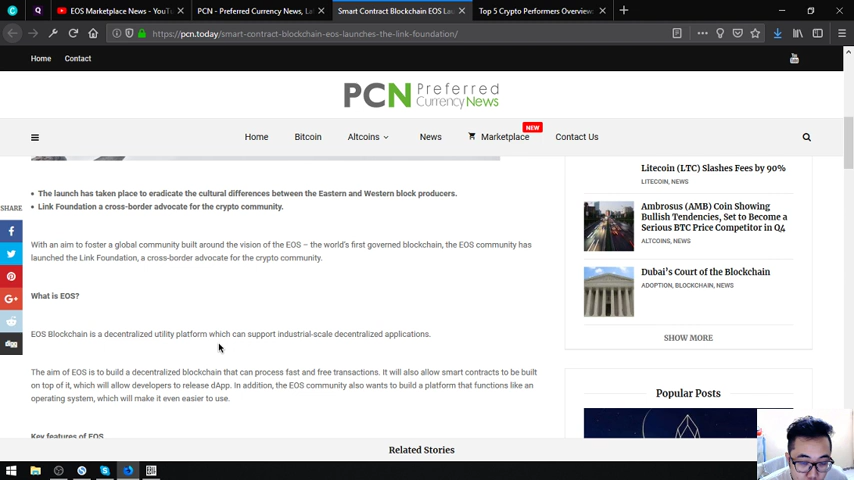 EOS Marketplace News - YouT
PCN - Preferred Currency News, La
Smart Contract Blockchain EOS Lau
Top 5 Crypto Performers Overview
https://pcn.today/smart-contract-blockchain-eos-launches-the-link-foundation/
Home
Contact
You
PCN Preferred
Currency News
Home
Bitcoin
Altcoins
News
Marketplace
NEW
Contact Us
SHARE
The launch has taken place to eradicate the cultural differences between the Eastern and Western block producers.
Link Foundation a cross-border advocate for the crypto community.
With an aim to foster a global community built around the vision of the EOS – the world's first governed blockchain, the EOS community has
launched the Link Foundation, a cross-border advocate for the crypto community.
What is EOS?
EOS Blockchain is a decentralized utility platform which can support industrial-scale decentralized applications.
The aim of EOS is to build a decentralized blockchain that can process fast and free transactions. It will also allow smart contracts to be built
on top of it, which will allow developers to release dApp. In addition, the EOS community also wants to build a platform that functions like an
operating system, which will make it even easier to use.
Key features of EOS
Litecoin (LTC) Slashes Fees by 90%
LITECOIN, NEWS
Ambrosus (AMB) Coin Showing
Bullish Tendencies, Set to Become a
Serious BTC Price Competitor in Q4
ALTCOINS, NEWS
Dubai's Court of the Blockchain
ADOPTION, BLOCKCHAIN, NEWS
SHOW MORE
Popular Posts
Related Stories